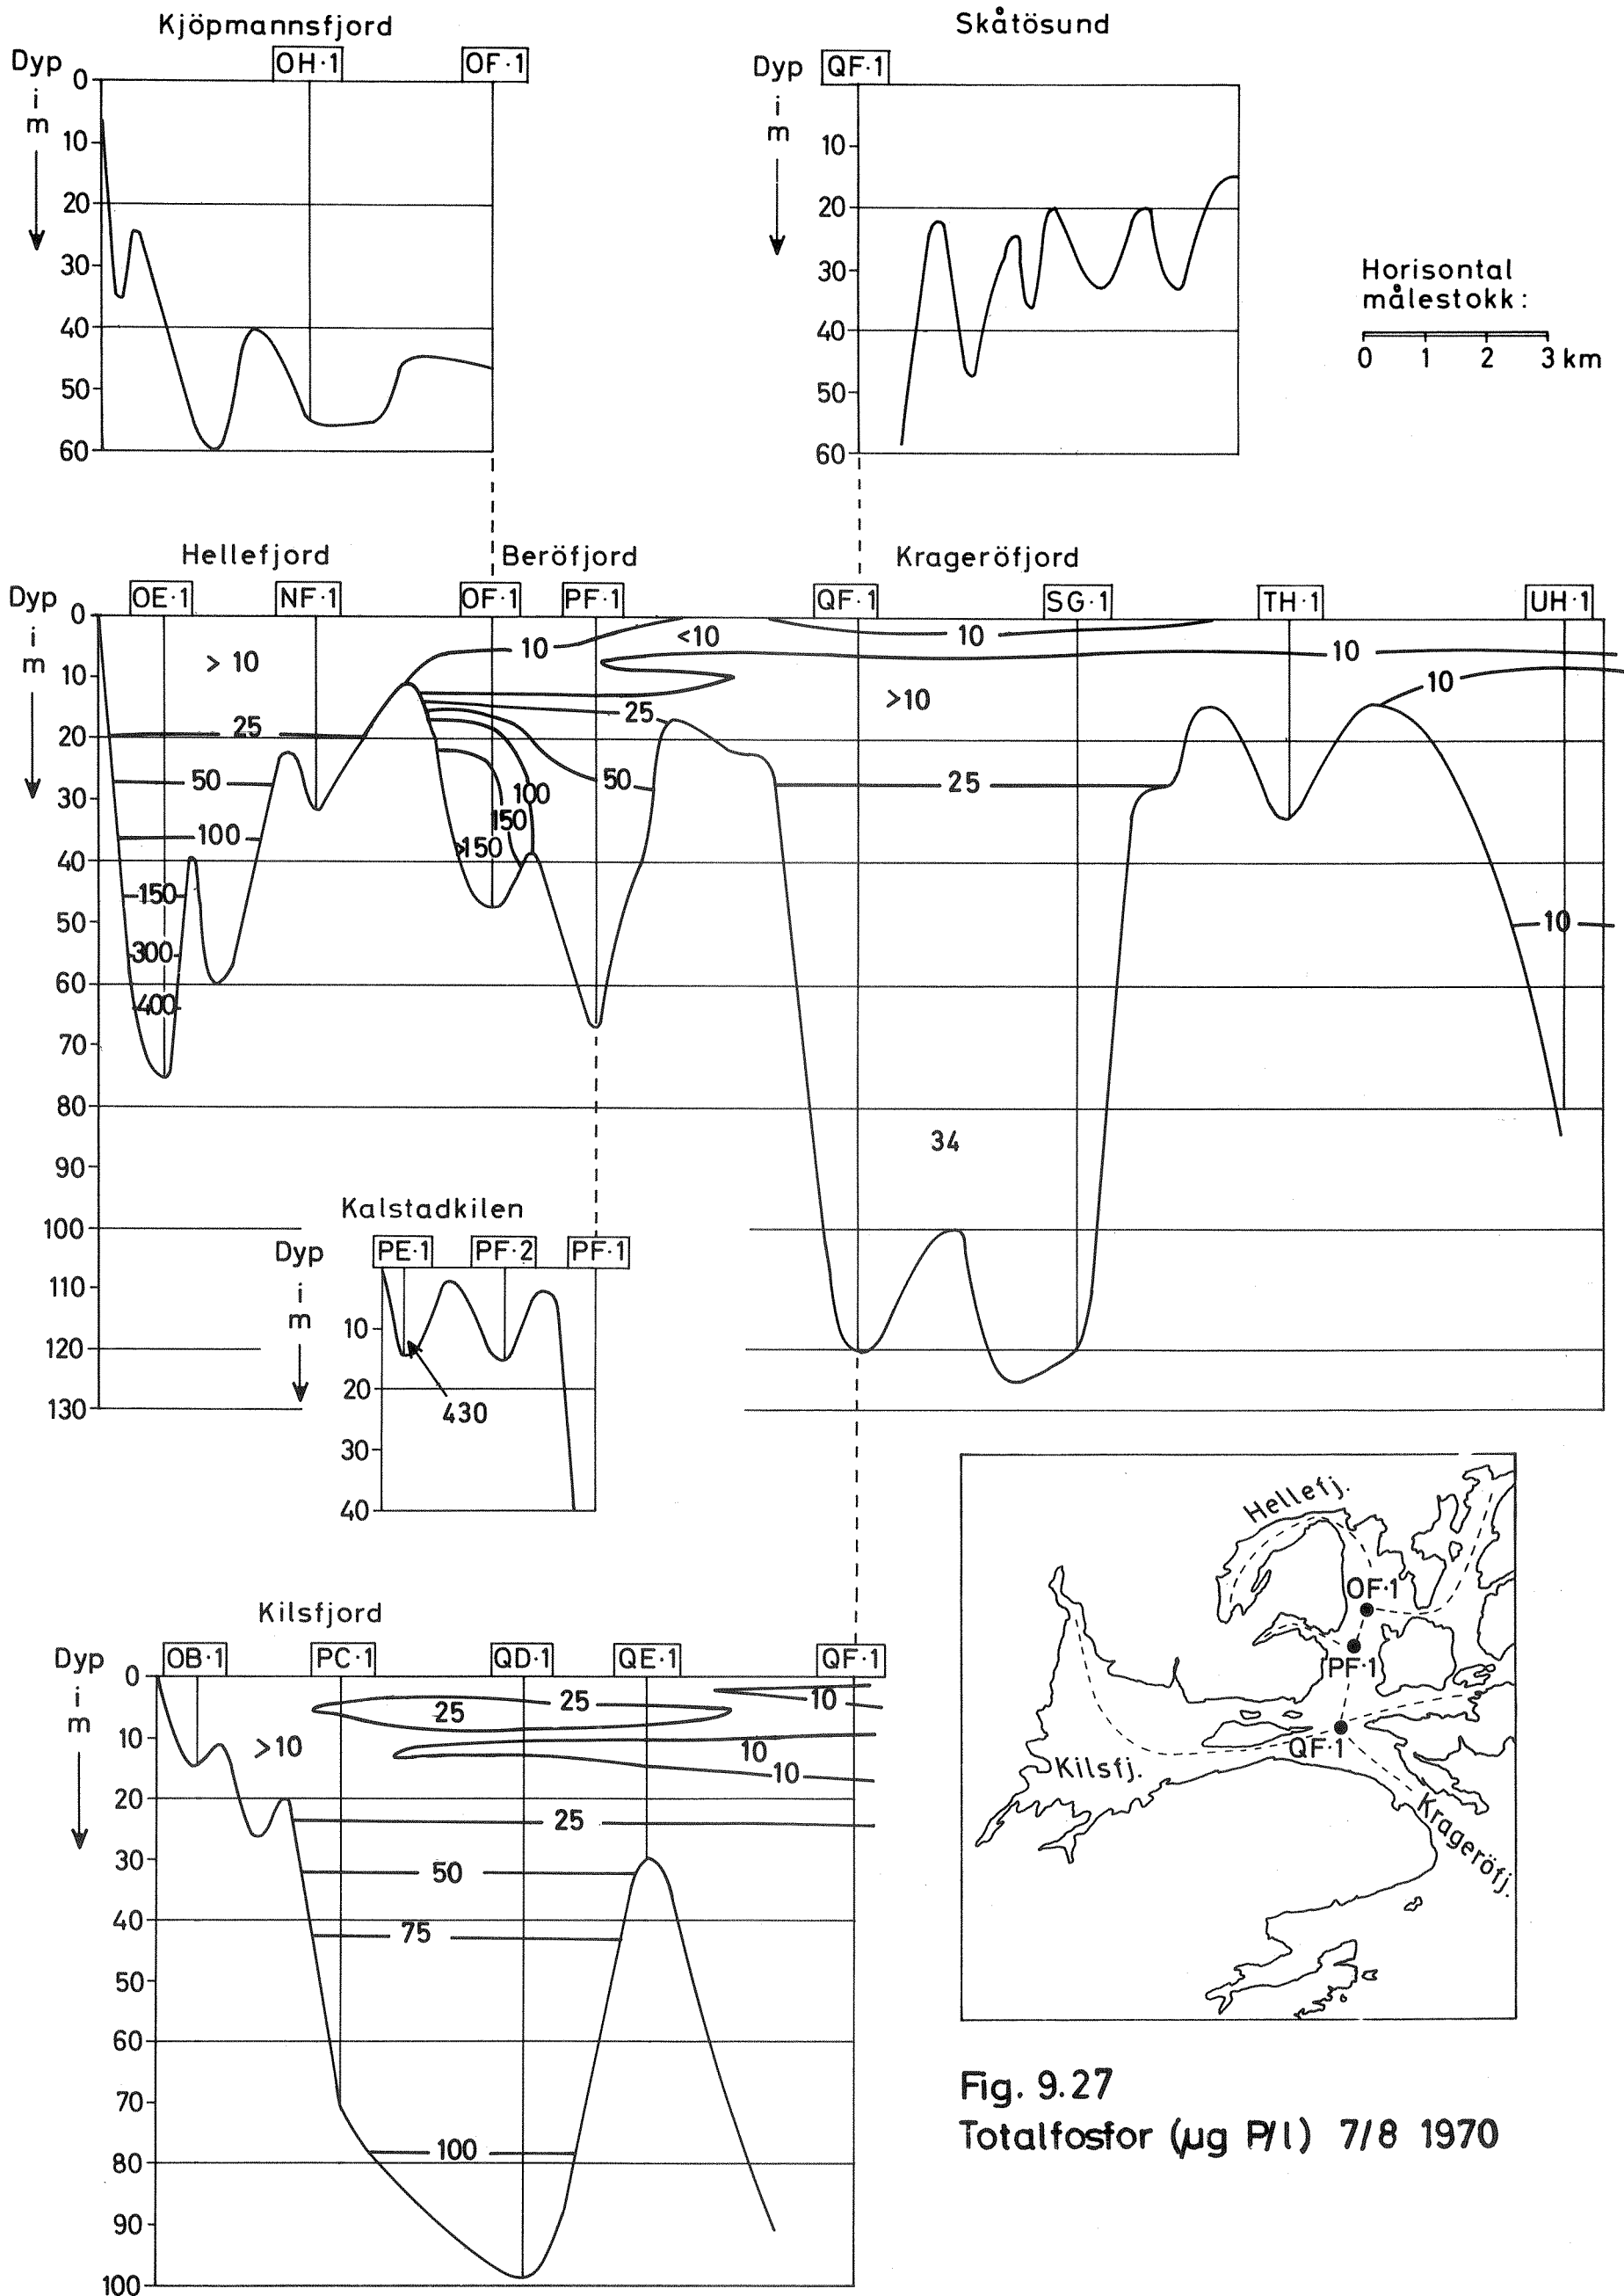 Kjöpmannsfjord
OH·1
OF·1
Dyp
i
m
0
10
20
30
40
50
60
Skåtösund
Dyp
i
m
QF·1
10
20
30
40
50
60
Horisontal
målestokk:
0 1 2 3 km
Hellefjord
Beröfjord
Krageröfjord
Dyp
i
m
OE·1
NF·1
OF·1
PF·1
QF·1
SG·1
TH·1
UH·1
0
10
20
30
40
50
60
70
80
90
100
110
120
130
> 10
25
50
100
150
300
400
10
<10
10
10
10
>10
25
50
100
150
>150
25
10
34
Kalstadkilen
Dyp
i
m
PE·1
PF·2
PF·1
10
20
30
40
430
Kilsfjord
Dyp
i
m
OB·1
PC·1
QD·1
QE·1
QF·1
0
10
20
30
40
50
60
70
80
90
100
25
25
10
>10
10
10
25
50
75
100
Hellefj.
OF·1
PF·1
QF·1
Kilsfj.
Krageröfj.
Fig. 9.27
Totalfosfor (µg P/l) 7/8 1970